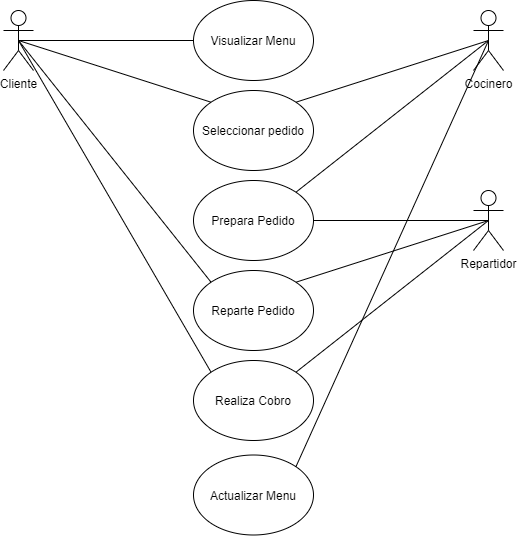 Visualizar Menu
Cliente
Cocinero
Seleccionar pedido
Prepara Pedido
Repartidor
Reparte Pedido
Realiza Cobro
Actualizar Menu